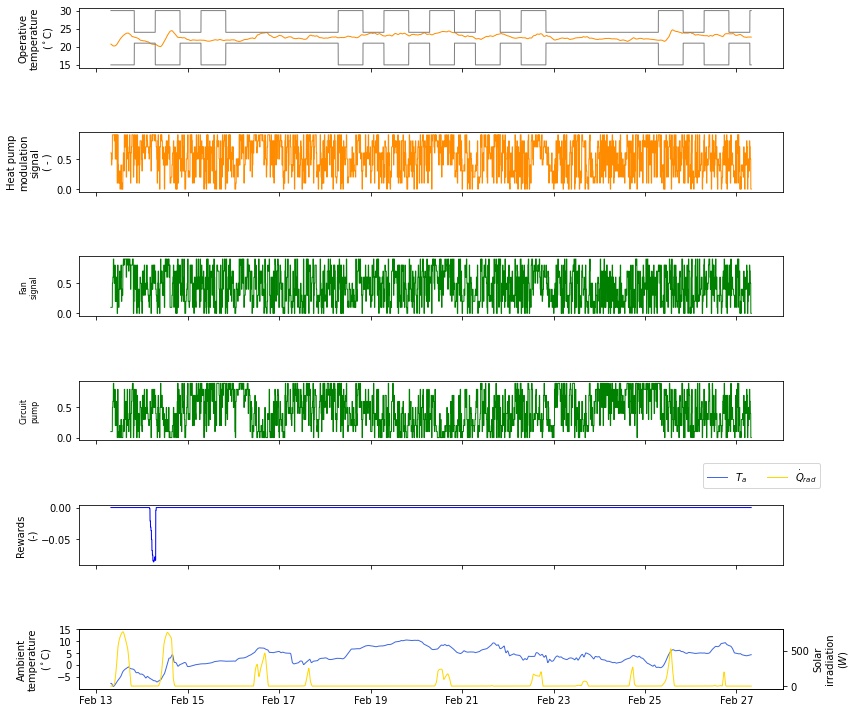 Operative
temperature
(°C)
30
25
20
15
Heat pump
modulation
signal
( - )
0.5
0.0
Fan
signal
0.5
0.0
Circuit
pump
0.5
0.0
T_a
Q̇_rad
Rewards
(-)
0.00
−0.05
Ambient
temperature
(°C)
15
10
5
0
−5
500
0
Solar
irradiation
(W)
Feb 13 Feb 15 Feb 17 Feb 19 Feb 21 Feb 23 Feb 25 Feb 27